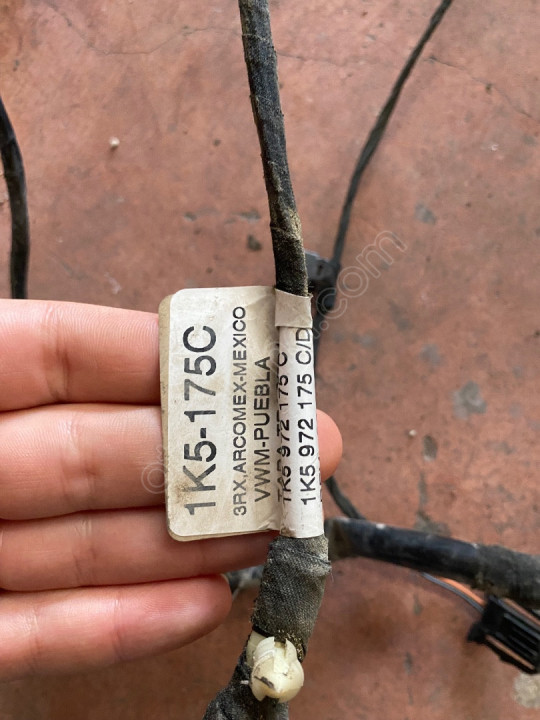 1K5-175C
3RX,ARCOMEX-MEXICO
VWM-PUEBLA
1K5 972 175 C
1K5 972 175 C/D